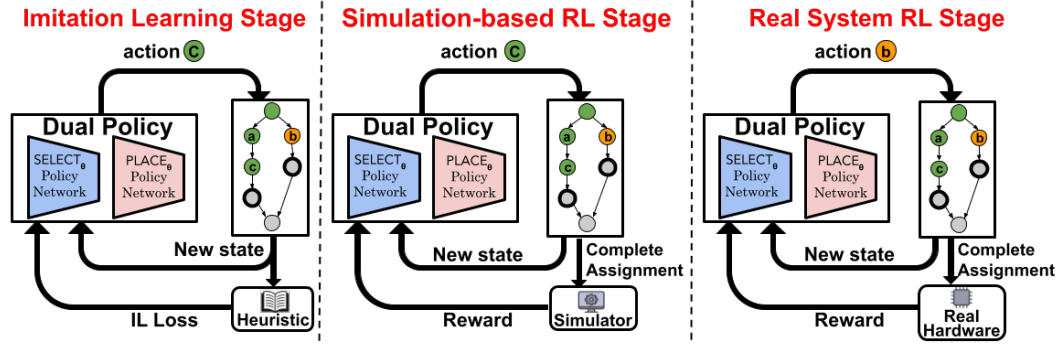 Imitation Learning Stage
action C
Dual Policy
SELECTθ
Policy
Network
PLACEθ
Policy
Network
a
b
c
New state
IL Loss
Heuristic
Simulation-based RL Stage
action C
Dual Policy
SELECTθ
Policy
Network
PLACEθ
Policy
Network
a
b
c
New state
Complete
Assignment
Reward
Simulator
Real System RL Stage
action b
Dual Policy
SELECTθ
Policy
Network
PLACEθ
Policy
Network
a
b
c
New state
Complete
Assignment
Reward
Real
Hardware